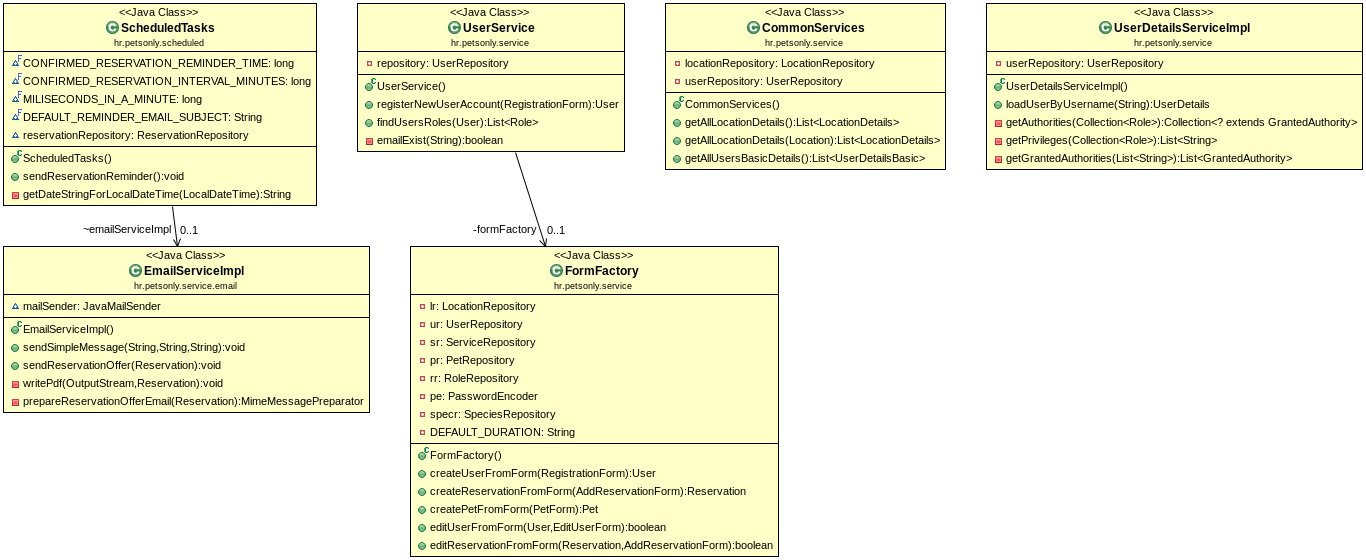 <<Java Class>>
ScheduledTasks
hr.petsonly.scheduled
CONFIRMED_RESERVATION_REMINDER_TIME: long
CONFIRMED_RESERVATION_INTERVAL_MINUTES: long
MILISECONDS_IN_A_MINUTE: long
DEFAULT_REMINDER_EMAIL_SUBJECT: String
reservationRepository: ReservationRepository
ScheduledTasks()
sendReservationReminder():void
getDateStringForLocalDateTime(LocalDateTime):String
<<Java Class>>
UserService
hr.petsonly.service
repository: UserRepository
UserService()
registerNewUserAccount(RegistrationForm):User
findUsersRoles(User):List<Role>
emailExist(String):boolean
<<Java Class>>
CommonServices
hr.petsonly.service
locationRepository: LocationRepository
userRepository: UserRepository
CommonServices()
getAllLocationDetails():List<LocationDetails>
getAllLocationDetails(Location):List<LocationDetails>
getAllUsersBasicDetails():List<UserDetailsBasic>
<<Java Class>>
UserDetailsServiceImpl
hr.petsonly.service
userRepository: UserRepository
UserDetailsServiceImpl()
loadUserByUsername(String):UserDetails
getAuthorities(Collection<Role>):Collection<? extends GrantedAuthority>
getPrivileges(Collection<Role>):List<String>
getGrantedAuthorities(List<String>):List<GrantedAuthority>
~emailServiceImpl 0..1
-formFactory 0..1
<<Java Class>>
EmailServiceImpl
hr.petsonly.service.email
mailSender: JavaMailSender
EmailServiceImpl()
sendSimpleMessage(String,String,String):void
sendReservationOffer(Reservation):void
writePdf(OutputStream,Reservation):void
prepareReservationOfferEmail(Reservation):MimeMessagePreparator
<<Java Class>>
FormFactory
hr.petsonly.service
lr: LocationRepository
ur: UserRepository
sr: ServiceRepository
pr: PetRepository
rr: RoleRepository
pe: PasswordEncoder
specr: SpeciesRepository
DEFAULT_DURATION: String
FormFactory()
createUserFromForm(RegistrationForm):User
createReservationFromForm(AddReservationForm):Reservation
createPetFromForm(PetForm):Pet
editUserFromForm(User,EditUserForm):boolean
editReservationFromForm(Reservation,AddReservationForm):boolean